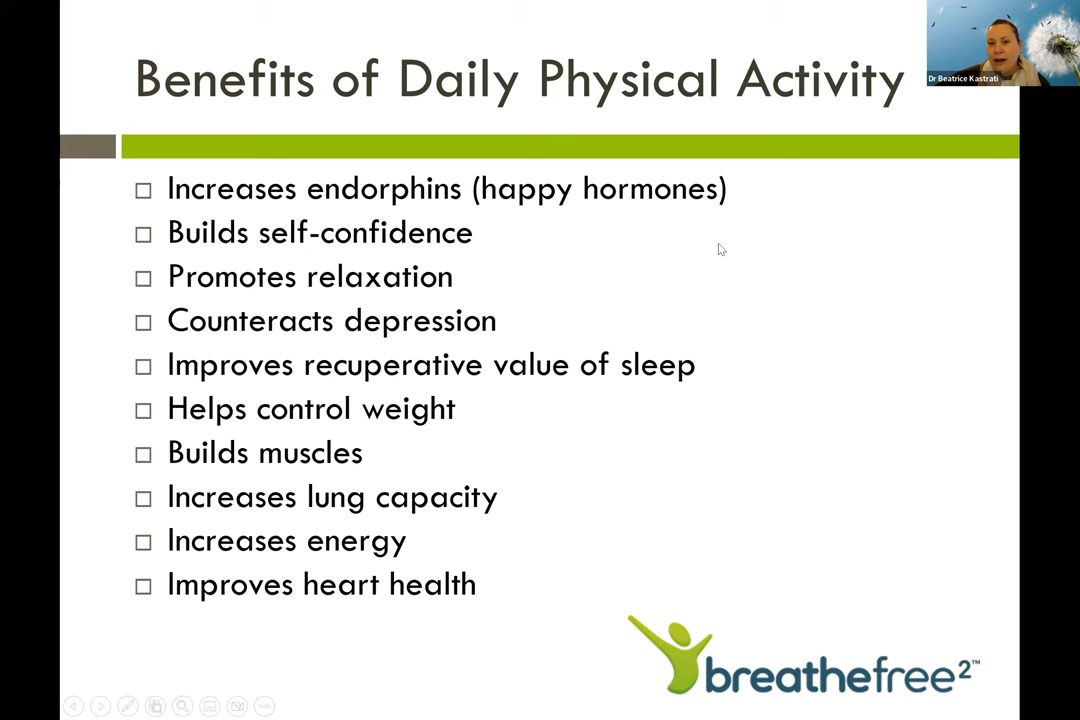 Benefits of Daily Physical Activity
Dr Beatrice Kastrati
Increases endorphins (happy hormones)
Builds self-confidence
Promotes relaxation
Counteracts depression
Improves recuperative value of sleep
Helps control weight
Builds muscles
Increases lung capacity
Increases energy
Improves heart health
breathefree2™